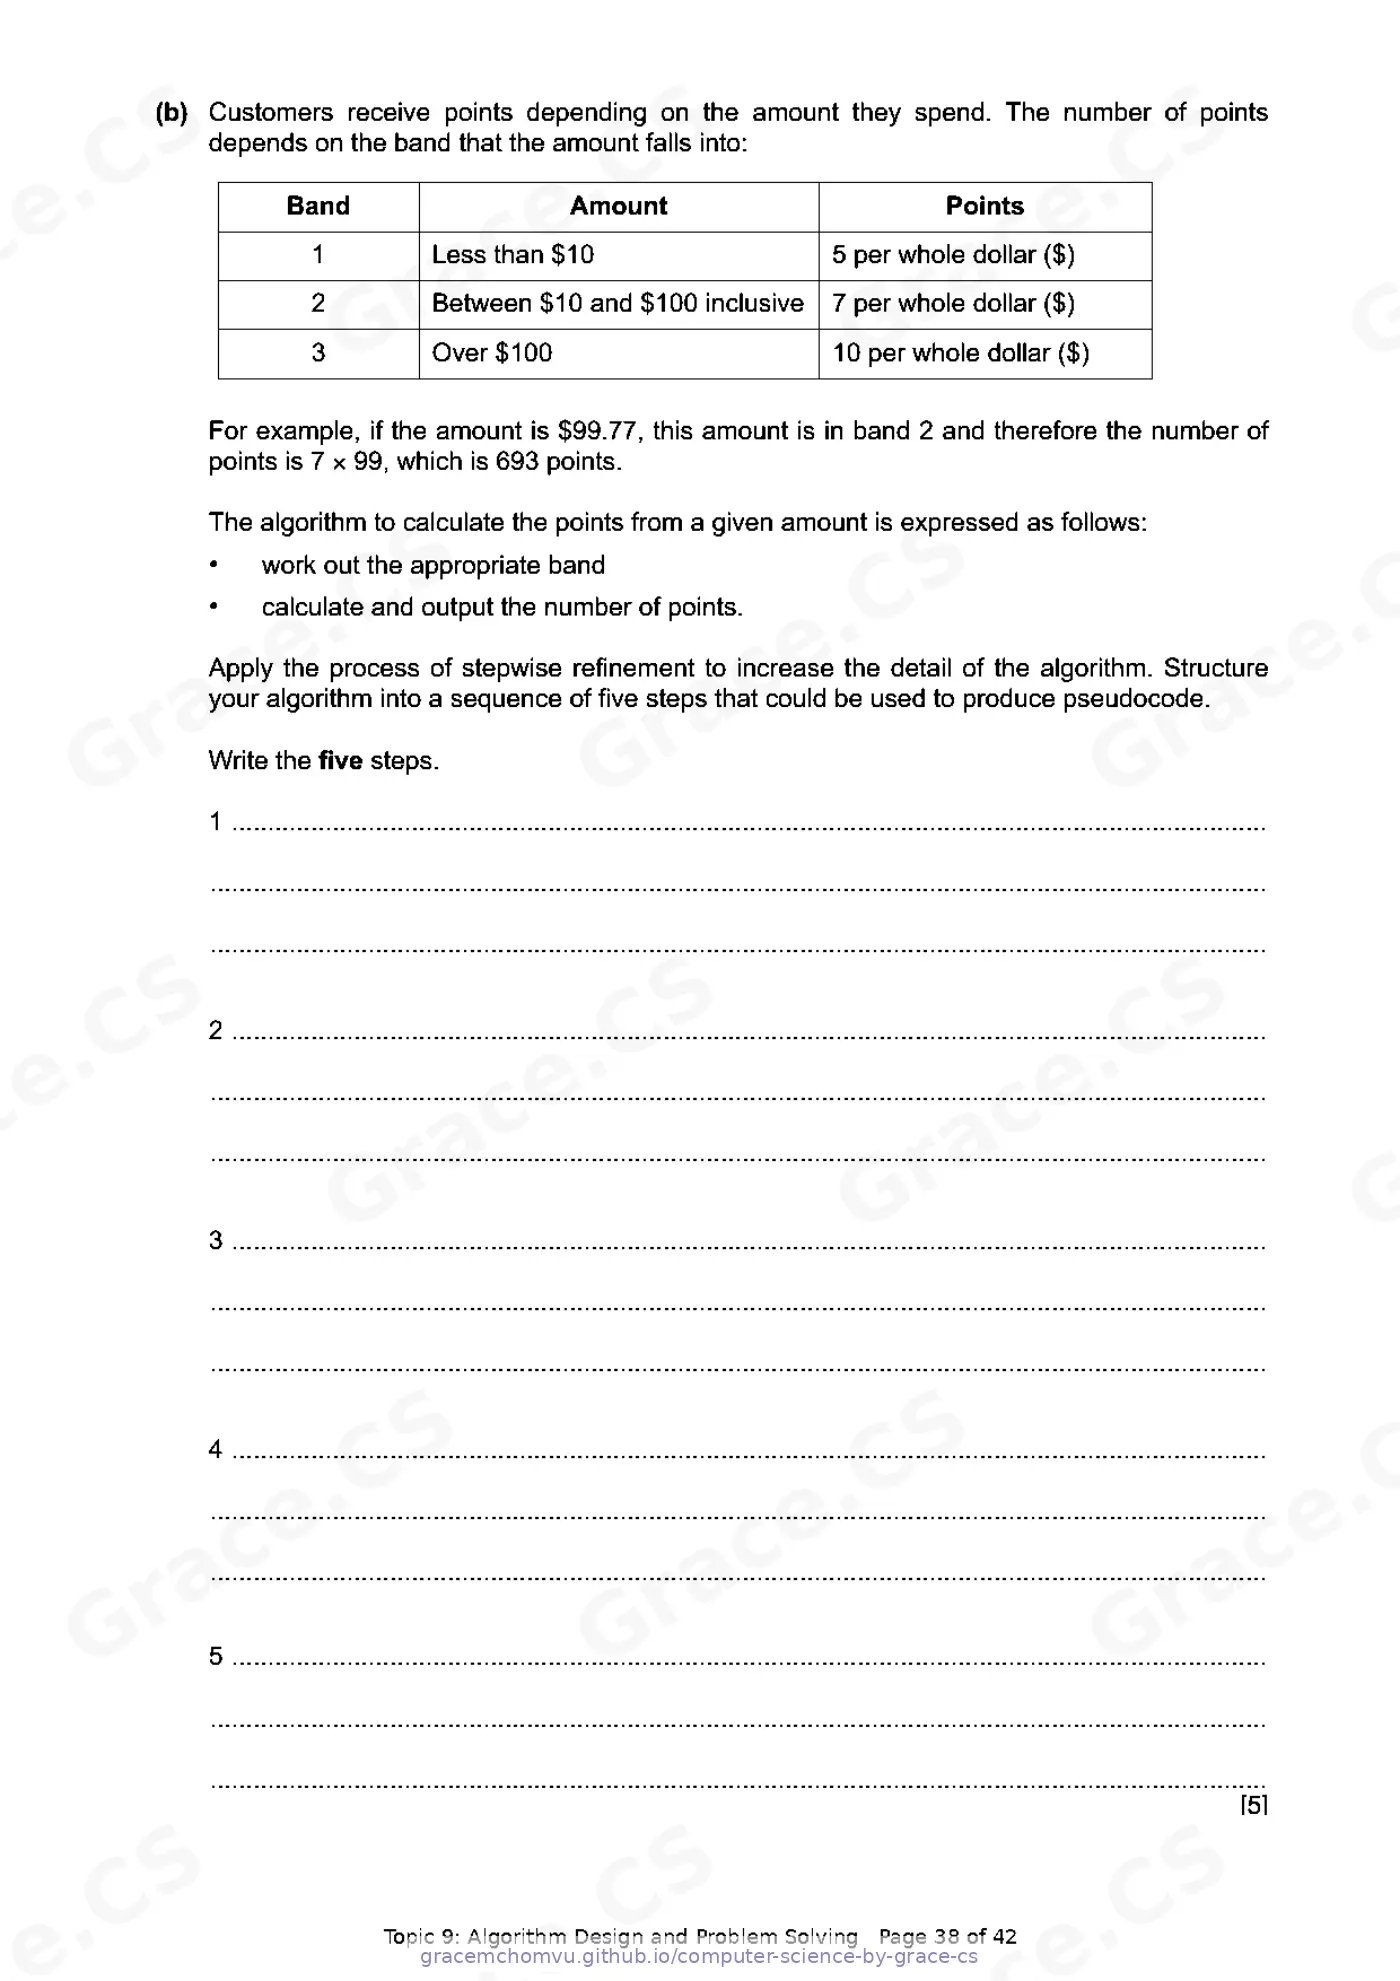 (b) Customers receive points depending on the amount they spend. The number of points
depends on the band that the amount falls into:
Band Amount Points
1 Less than $10 5 per whole dollar ($)
2 Between $10 and $100 inclusive 7 per whole dollar ($)
3 Over $100 10 per whole dollar ($)
For example, if the amount is $99.77, this amount is in band 2 and therefore the number of
points is 7 × 99, which is 693 points.
The algorithm to calculate the points from a given amount is expressed as follows:
• work out the appropriate band
• calculate and output the number of points.
Apply the process of stepwise refinement to increase the detail of the algorithm. Structure
your algorithm into a sequence of five steps that could be used to produce pseudocode.
Write the five steps.
1
2
3
4
5
[5]
Topic 9: Algorithm Design and Problem Solving Page 38 of 42
gracemchomvu.github.io/computer-science-by-grace-cs
Grace.CS